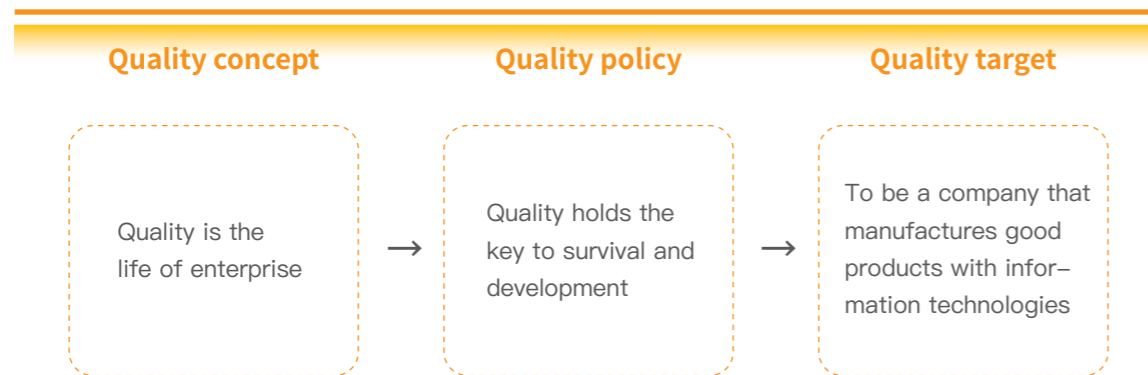 Quality concept
Quality policy
Quality target
Quality is the
life of enterprise
→
Quality holds the
key to survival and
development
→
To be a company that
manufactures good
products with infor–
mation technologies